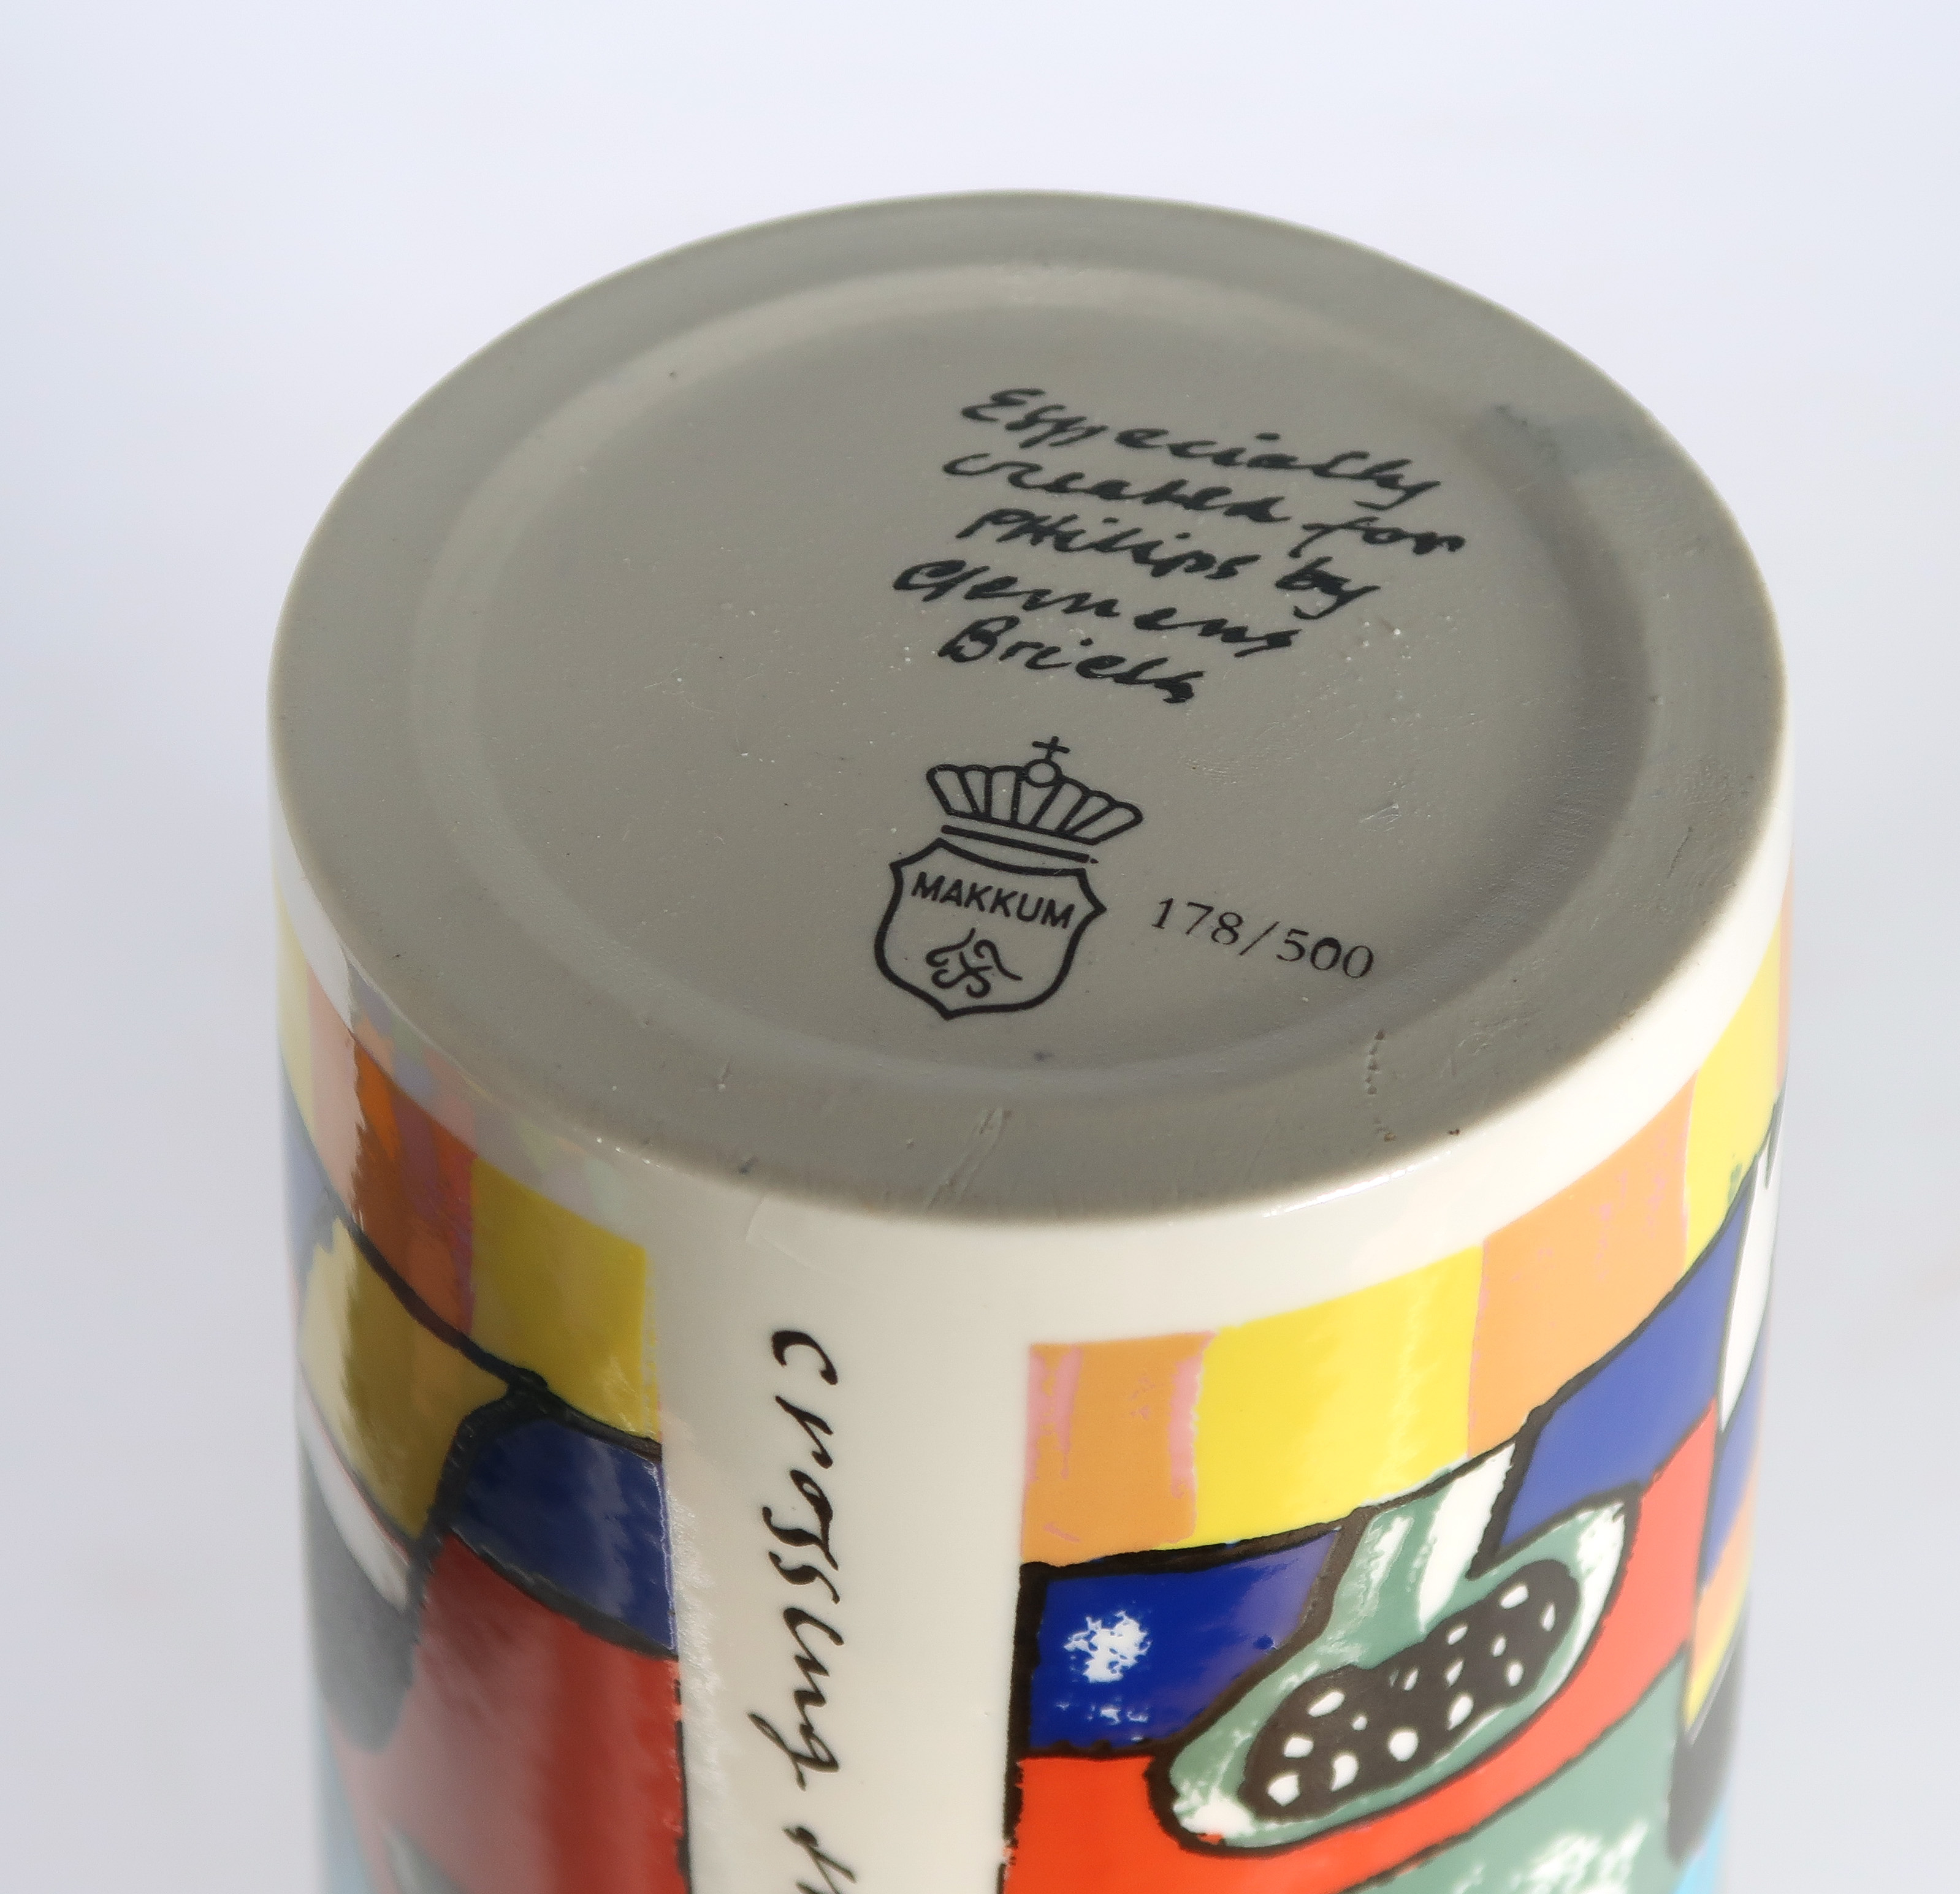 Especially
created for
PHilips by
Clemens
Briels
MAKKUM
178/500
crossing